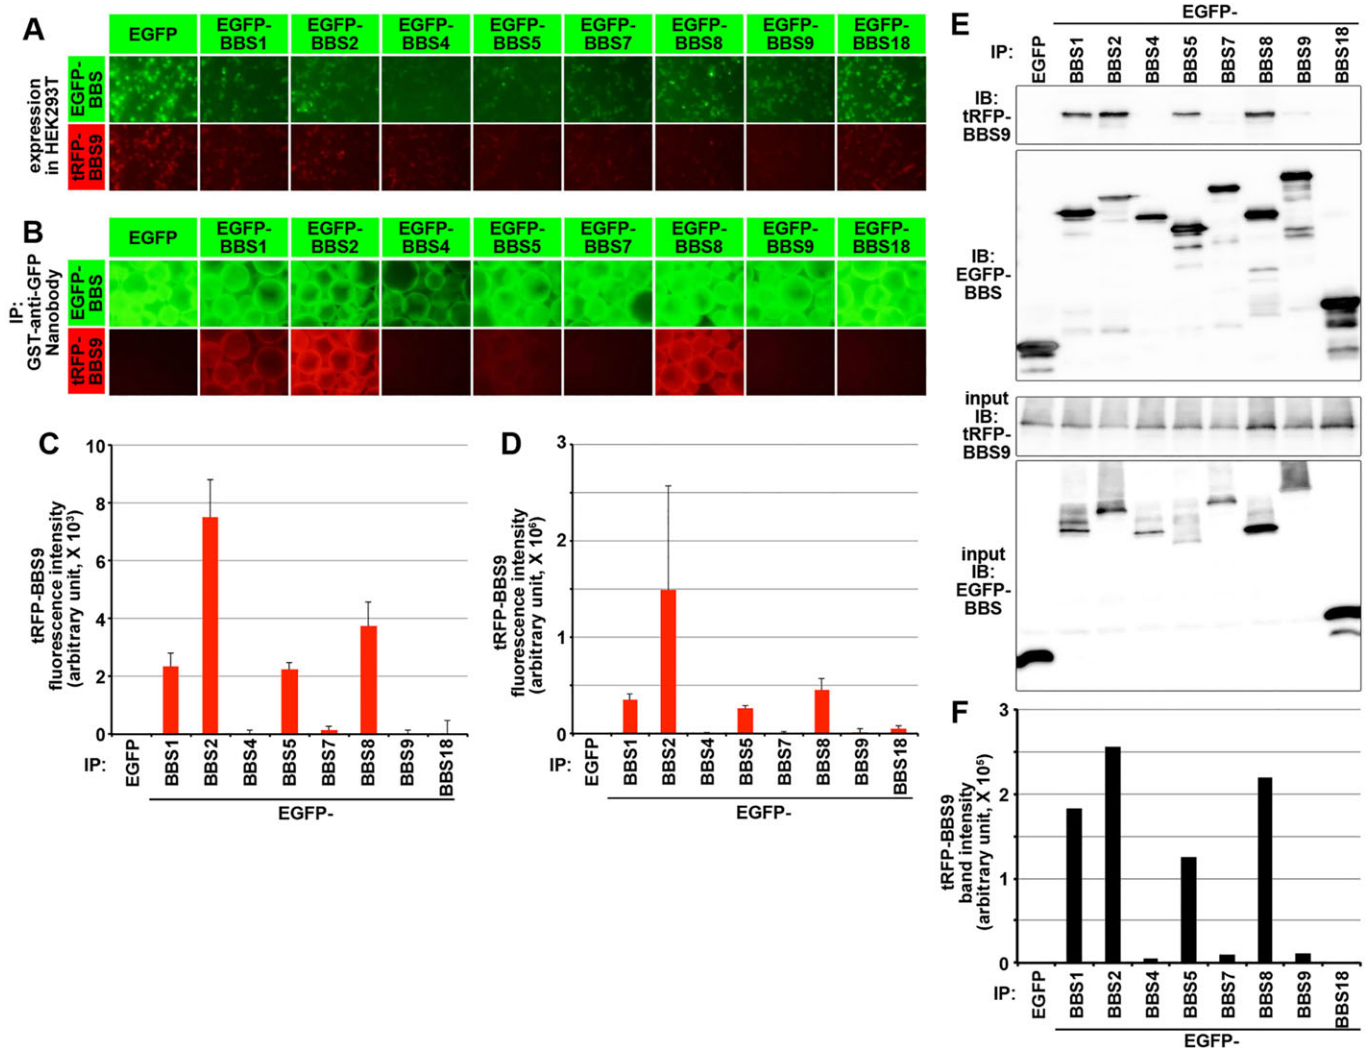 A
EGFP
EGFP-
BBS1
EGFP-
BBS2
EGFP-
BBS4
EGFP-
BBS5
EGFP-
BBS7
EGFP-
BBS8
EGFP-
BBS9
EGFP-
BBS18
expression
in HEK293T
EGFP-
BBS
tRFP-
BBS9
B
EGFP
EGFP-
BBS1
EGFP-
BBS2
EGFP-
BBS4
EGFP-
BBS5
EGFP-
BBS7
EGFP-
BBS8
EGFP-
BBS9
EGFP-
BBS18
IP:
GST-anti-GFP
Nanobody
EGFP-
BBS
tRFP-
BBS9
C
tRFP-BBS9
fluorescence intensity
(arbitrary unit, X 10³)
10
8
6
4
2
0
IP:
EGFP
BBS1
BBS2
BBS4
BBS5
BBS7
BBS8
BBS9
BBS18
EGFP-
D
tRFP-BBS9
fluorescence intensity
(arbitrary unit, X 10⁶)
3
2
1
0
IP:
EGFP
BBS1
BBS2
BBS4
BBS5
BBS7
BBS8
BBS9
BBS18
EGFP-
E
EGFP-
IP:
EGFP
BBS1
BBS2
BBS4
BBS5
BBS7
BBS8
BBS9
BBS18
IB:
tRFP-
BBS9
IB:
EGFP-
BBS
input
IB:
tRFP-
BBS9
input
IB:
EGFP-
BBS
F
tRFP-BBS9
band intensity
(arbitrary unit, X 10⁵)
3
2
1
0
IP:
EGFP
BBS1
BBS2
BBS4
BBS5
BBS7
BBS8
BBS9
BBS18
EGFP-